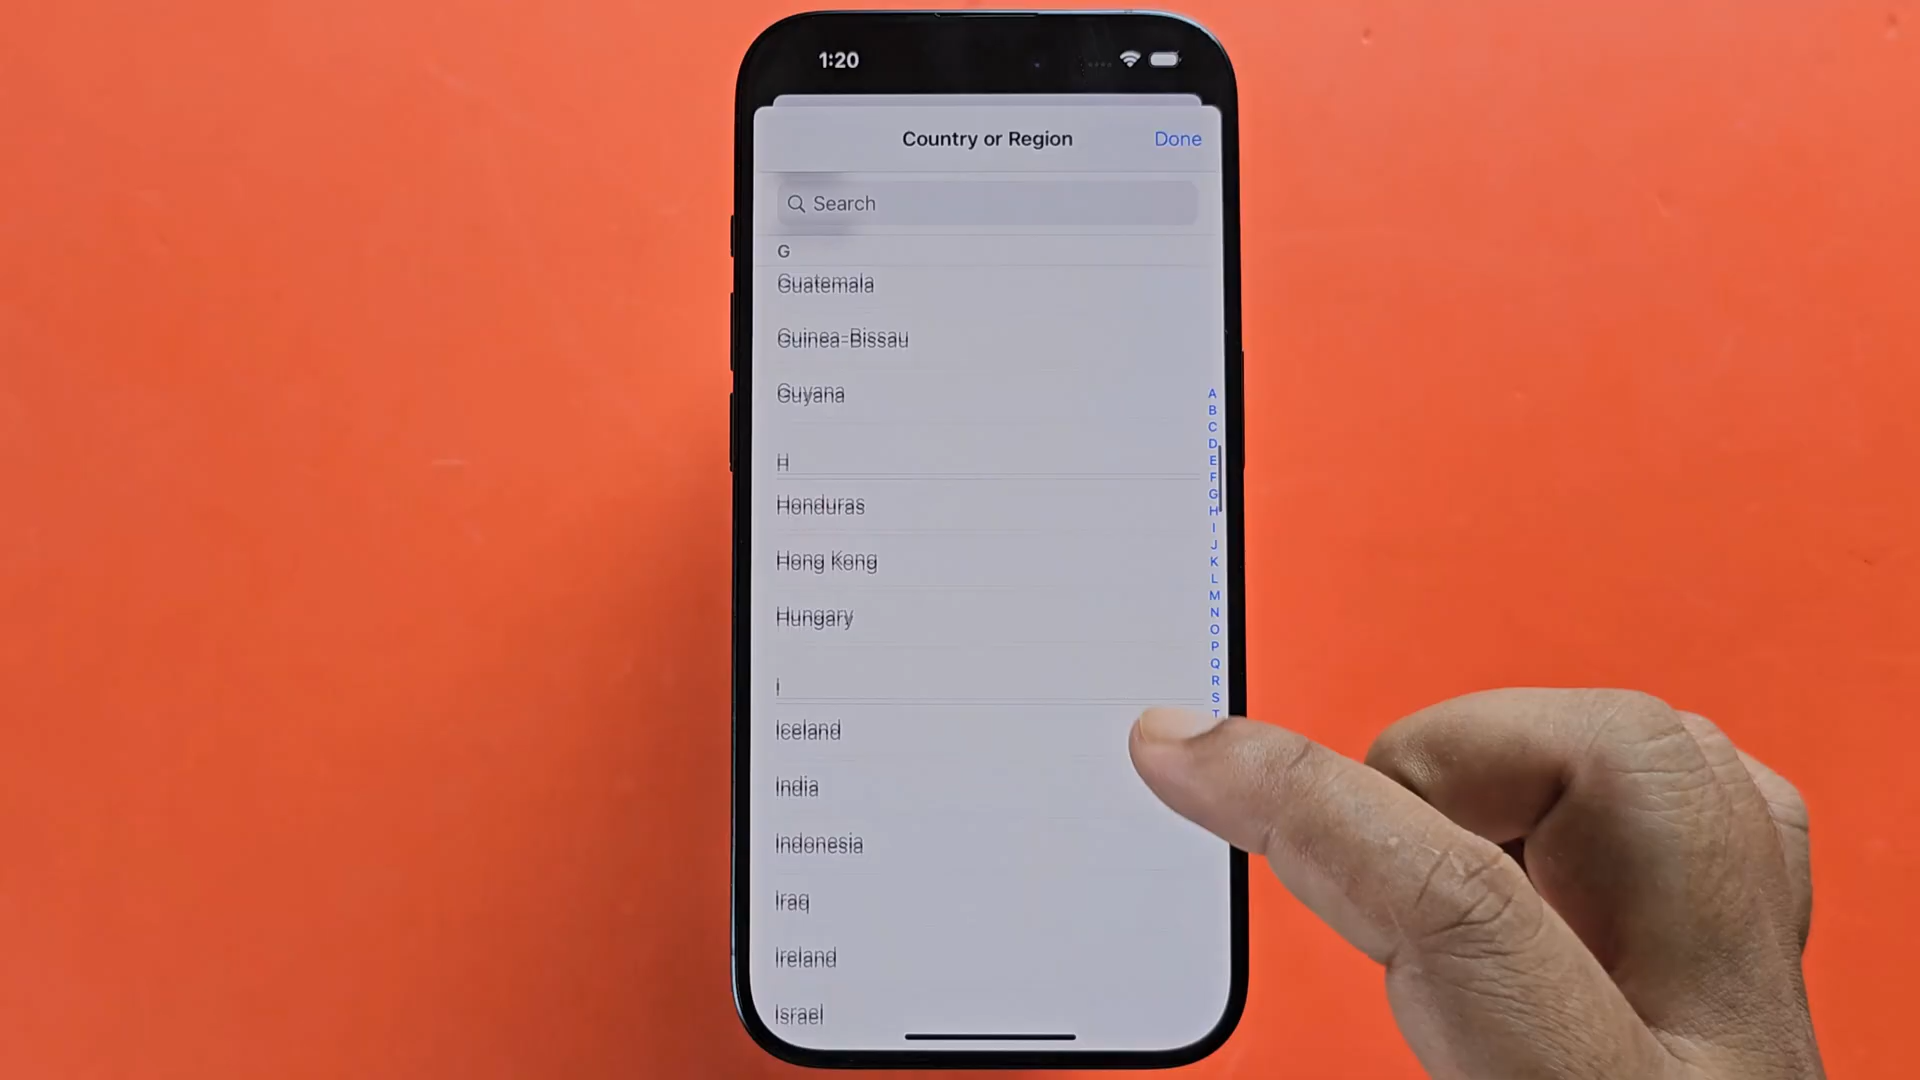 1:20
Country or Region
Done
Search
G
Guatemala
Guinea-Bissau
Guyana
H
Honduras
Hong Kong
Hungary
I
Iceland
India
Indonesia
Iraq
Ireland
Israel
A
B
C
D
E
F
G
H
I
J
K
L
M
N
O
P
Q
R
S
T